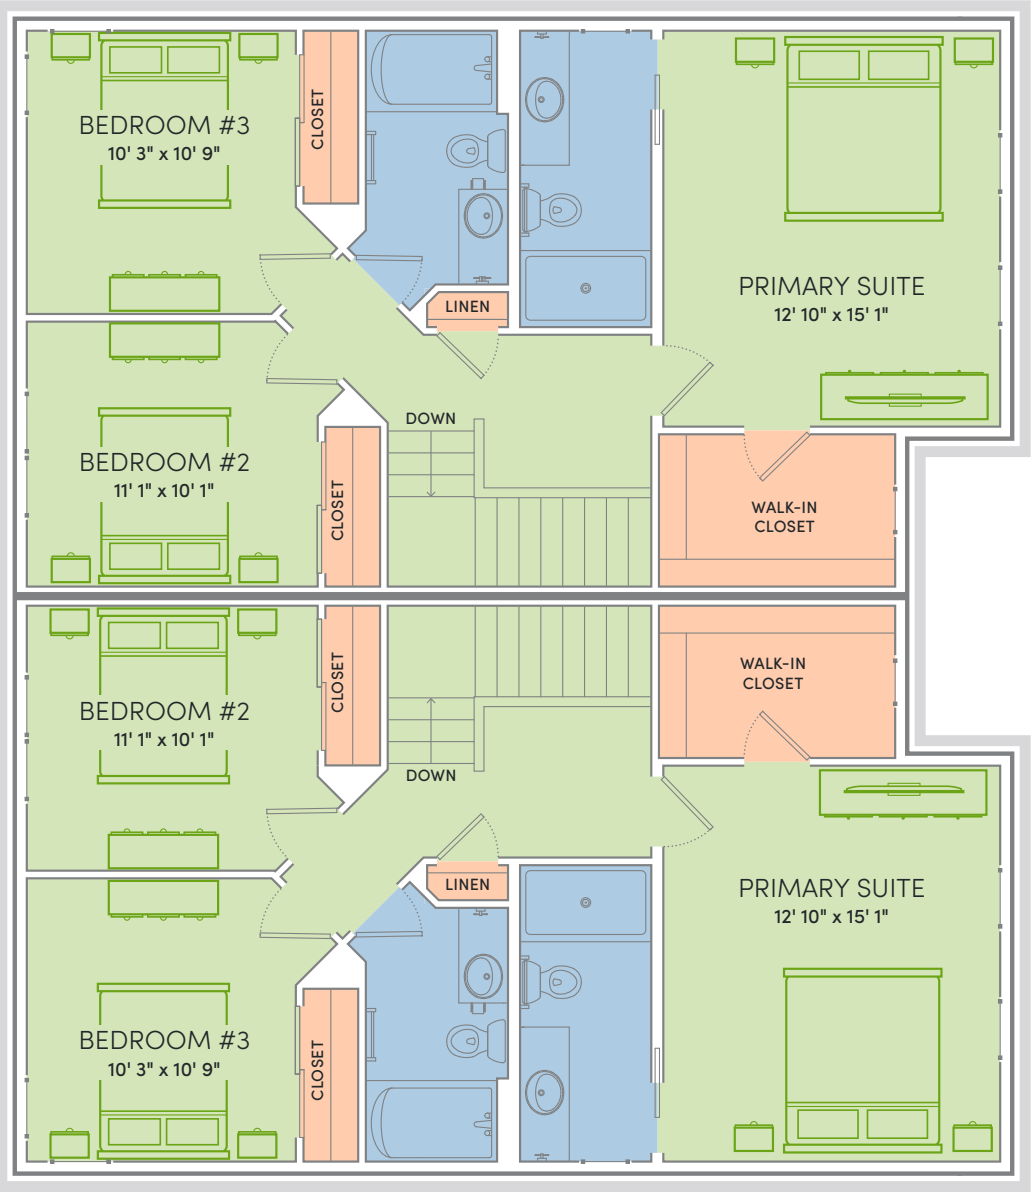 BEDROOM #3
10' 3" x 10' 9"
CLOSET
LINEN
PRIMARY SUITE
12' 10" x 15' 1"
DOWN
BEDROOM #2
11' 1" x 10' 1"
CLOSET
WALK-IN
CLOSET
BEDROOM #2
11' 1" x 10' 1"
CLOSET
WALK-IN
CLOSET
DOWN
LINEN
PRIMARY SUITE
12' 10" x 15' 1"
BEDROOM #3
10' 3" x 10' 9"
CLOSET